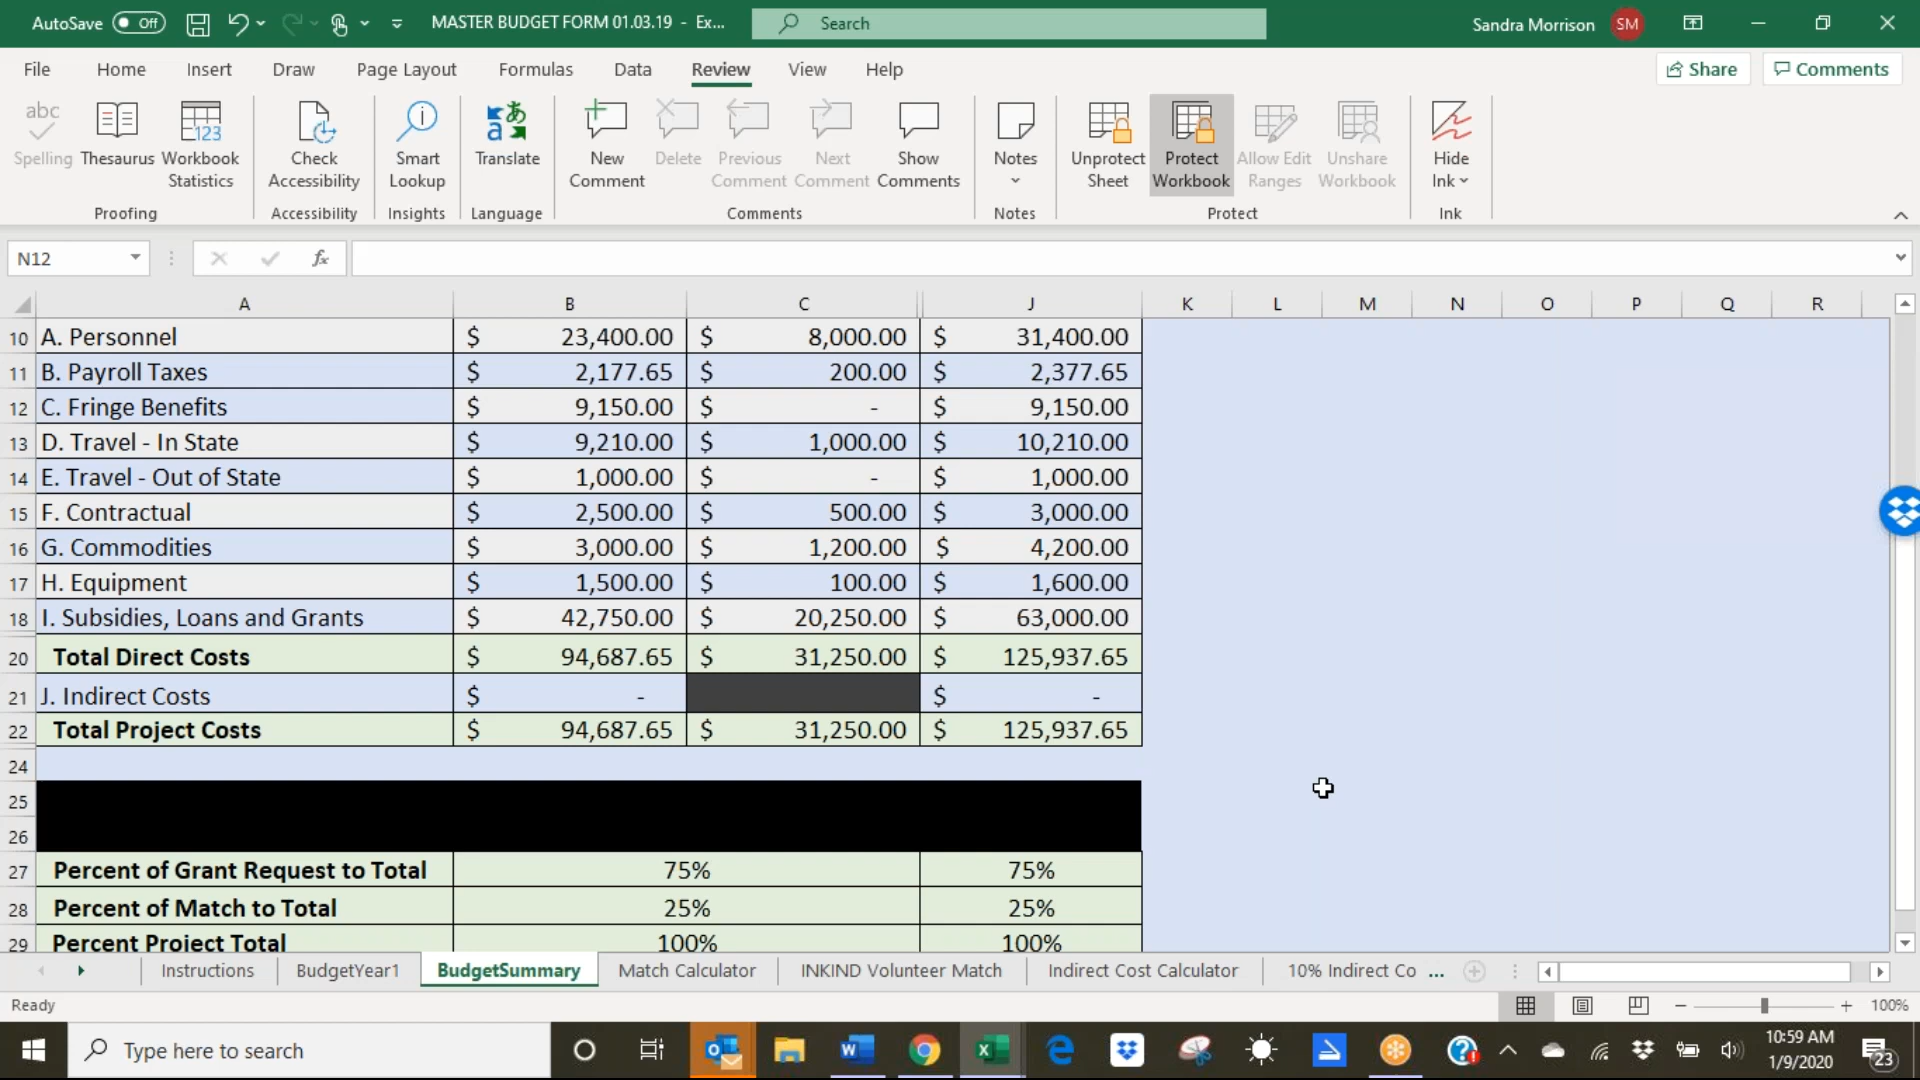 AutoSave Off MASTER BUDGET FORM 01.03.19 - Ex... Search Sandra Morrison SM
File Home Insert Draw Page Layout Formulas Data Review View Help Share Comments
abc 123
Spelling Thesaurus Workbook Statistics Check Accessibility Smart Lookup Translate New Comment Delete Previous Comment Next Comment Show Comments Notes Unprotect Sheet Protect Workbook Allow Edit Ranges Unshare Workbook Hide Ink
Proofing Accessibility Insights Language Comments Notes Protect Ink
N12 fx
A B C J K L M N O P Q R
10 A. Personnel $ 23,400.00 $ 8,000.00 $ 31,400.00
11 B. Payroll Taxes $ 2,177.65 $ 200.00 $ 2,377.65
12 C. Fringe Benefits $ 9,150.00 $ - $ 9,150.00
13 D. Travel - In State $ 9,210.00 $ 1,000.00 $ 10,210.00
14 E. Travel - Out of State $ 1,000.00 $ - $ 1,000.00
15 F. Contractual $ 2,500.00 $ 500.00 $ 3,000.00
16 G. Commodities $ 3,000.00 $ 1,200.00 $ 4,200.00
17 H. Equipment $ 1,500.00 $ 100.00 $ 1,600.00
18 I. Subsidies, Loans and Grants $ 42,750.00 $ 20,250.00 $ 63,000.00
20 Total Direct Costs $ 94,687.65 $ 31,250.00 $ 125,937.65
21 J. Indirect Costs $ - $ -
22 Total Project Costs $ 94,687.65 $ 31,250.00 $ 125,937.65
24
25
26
27 Percent of Grant Request to Total 75% 75%
28 Percent of Match to Total 25% 25%
29 Percent Project Total 100% 100%
Instructions BudgetYear1 BudgetSummary Match Calculator INKIND Volunteer Match Indirect Cost Calculator 10% Indirect Co ...
Ready 100%
Type here to search 10:59 AM
1/9/2020 23